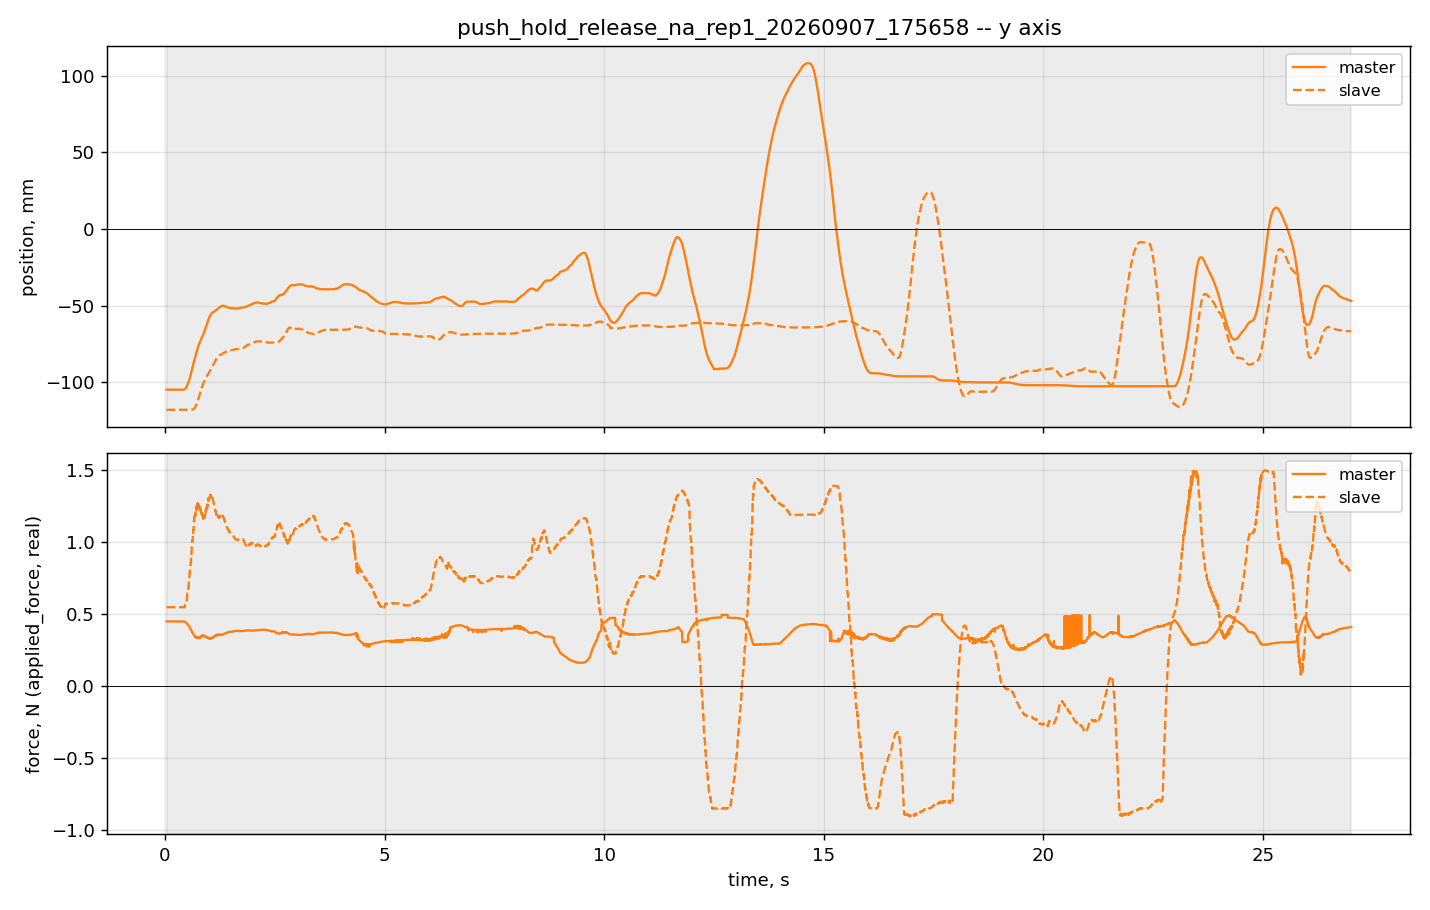 push_hold_release_na_rep1_20260907_175658 -- y axis
position, mm
100
50
0
−50
−100
master
slave
force, N (applied_force, real)
1.5
1.0
0.5
0.0
−0.5
−1.0
master
slave
0 5 10 15 20 25
time, s